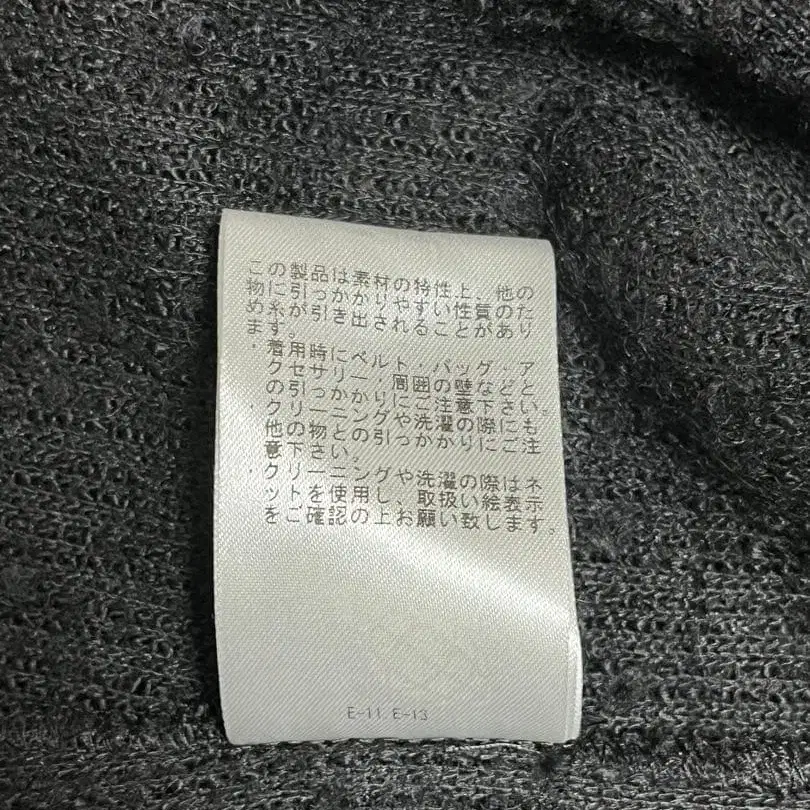 この製品は素材の特性上、他の
物に引っかかりやすい性質のため
に糸が引き出されることがあり
ます。
・着用時にベルト・バッグ・ア
クセサリー・周囲の壁などと
の引っかかりにご注意下さい。
・クリーニングや洗濯の際にも
他の物との引っかかりにご注
意下さい。
・クリーニングや洗濯の際はネ
ットを使用し、取扱い絵表示
をご確認の上お願い致します。
E-11. E-13